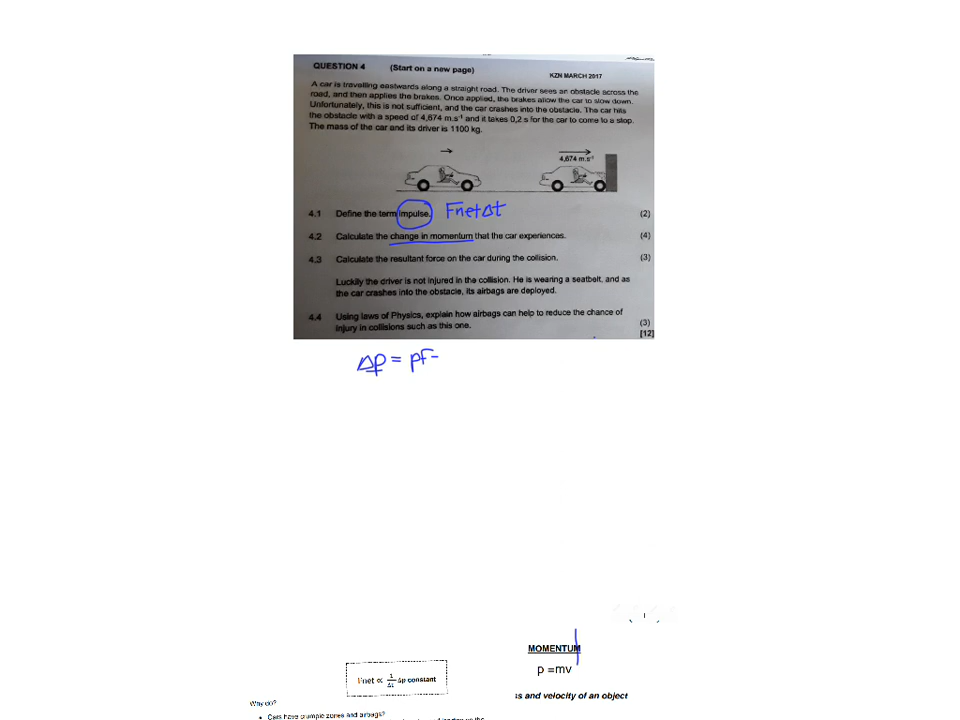 QUESTION 4 (Start on a new page)
KZN MARCH 2017
A car is travelling eastwards along a straight road. The driver sees an obstacle across the
road, and then applies the brakes. Once applied, the brakes allow the car to slow down.
Unfortunately, this is not sufficient, and the car crashes into the obstacle. The car hits
the obstacle with a speed of 4,674 m.s⁻¹ and it takes 0,2 s for the car to come to a stop.
The mass of the car and its driver is 1100 kg.
4,674 m.s⁻¹
4.1 Define the term impulse. Fnet Δt (2)
4.2 Calculate the change in momentum that the car experiences. (4)
4.3 Calculate the resultant force on the car during the collision. (3)
Luckily the driver is not injured in the collision. He is wearing a seatbelt, and as
the car crashes into the obstacle, its airbags are deployed.
4.4 Using laws of Physics, explain how airbags can help to reduce the chance of
injury in collisions such as this one. (3)
[12]
Δp = pf-
MOMENTUM
p =mv
Fnet ∝ 1/Δt Δp constant
ss and velocity of an object
Why do?
• Cars have crumple zones and airbags?